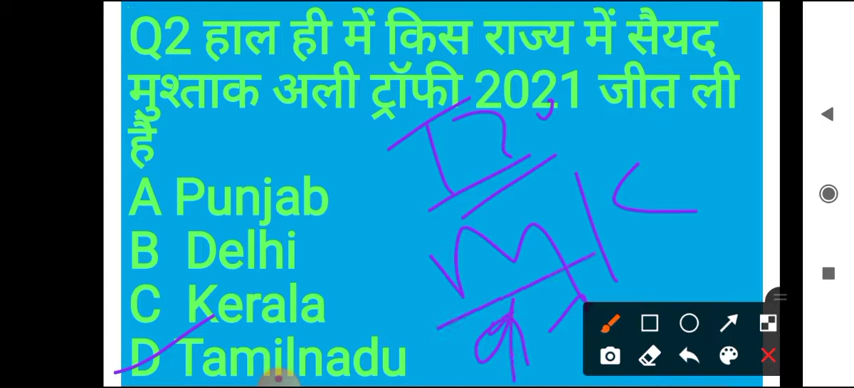 Q2 हाल ही में किस राज्य में सैयद
मुश्ताक अली ट्रॉफी 2021 जीत ली
हैं
A Punjab
B Delhi
C Kerala
D Tamilnadu